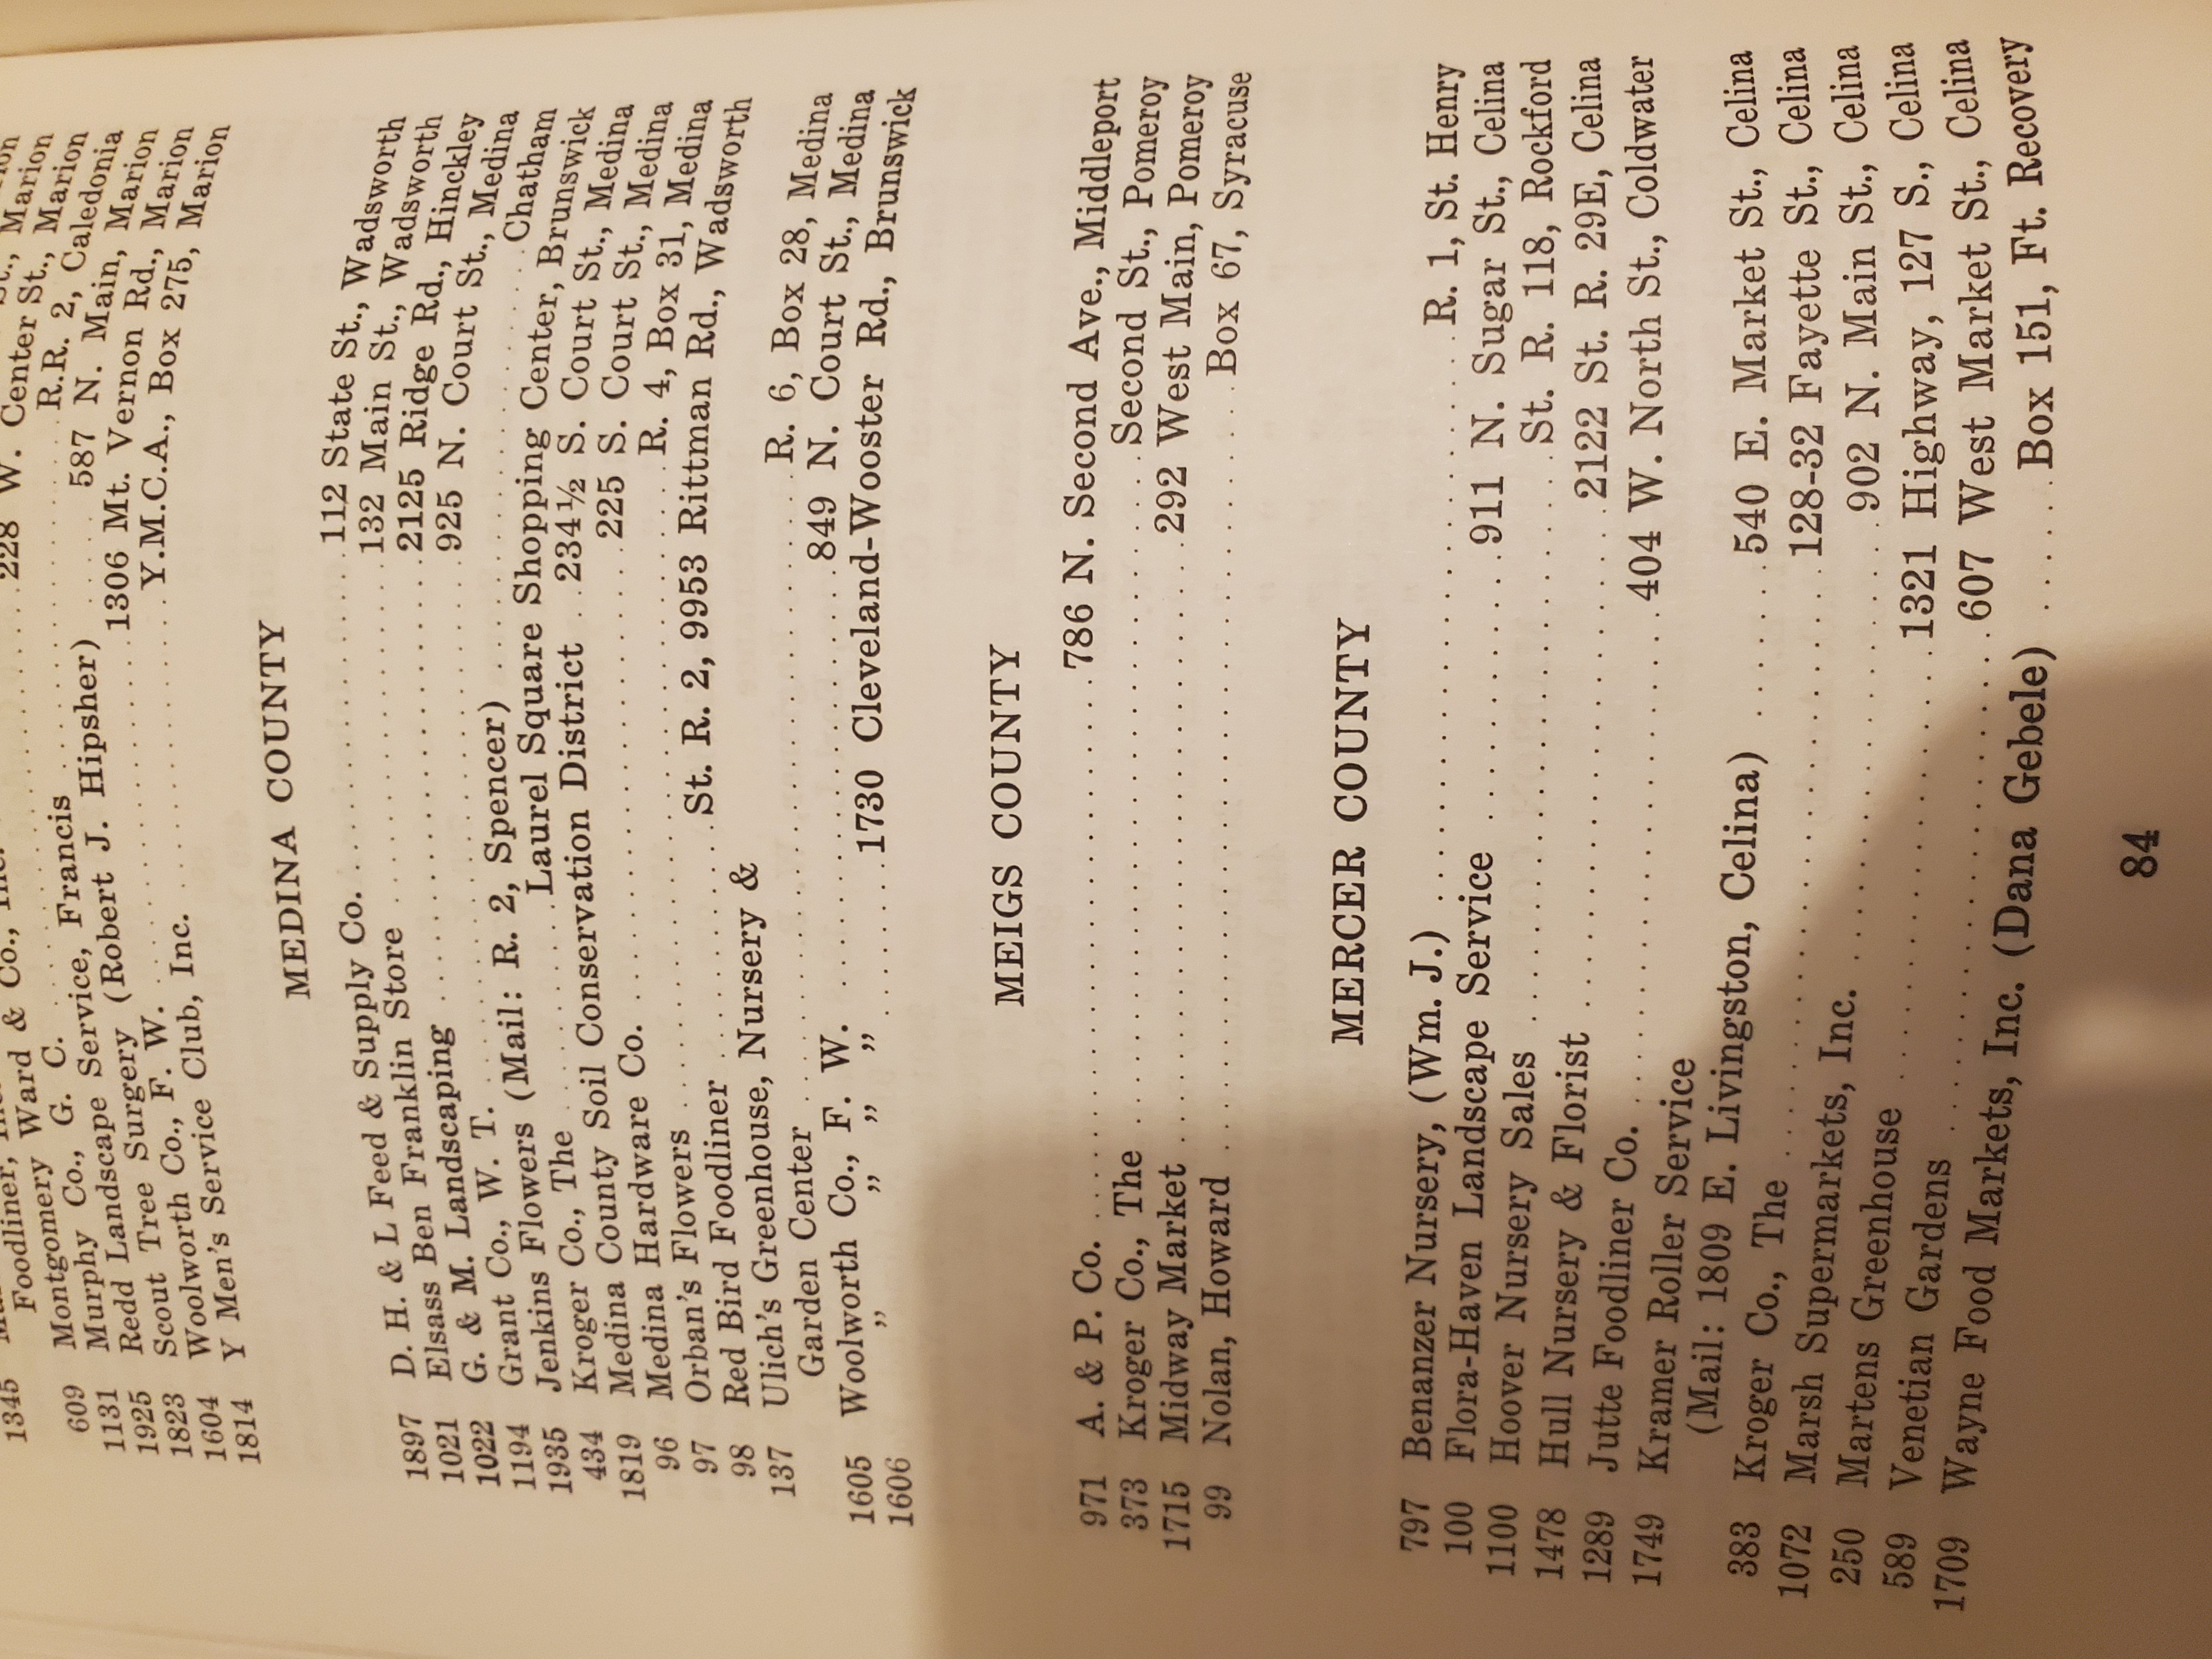 Foodliner,
609 Montgomery Ward & Co., Inc.
1131 Murphy Co., G. C. . . . . . 228 W. Center St., Marion
1925 Redd Landscape Service, Francis . . . . . R.R. 2, Caledonia
1823 Scout Tree Surgery (Robert J. Hipsher) . . . . . 587 N. Main, Marion
1604 Woolworth Co., F. W. . . . . . 1306 Mt. Vernon Rd., Marion
1814 Y Men's Service Club, Inc. . . . . . Y.M.C.A., Box 275, Marion
MEDINA COUNTY
1897 D. H. & L Feed & Supply Co. . . . . . 112 State St., Wadsworth
1021 Elsass Ben Franklin Store . . . . . 132 Main St., Wadsworth
1022 G. & M. Landscaping . . . . . 2125 Ridge Rd., Hinckley
1194 Grant Co., W. T. . . . . . 925 N. Court St., Medina
1935 Jenkins Flowers (Mail: R. 2, Spencer) . . . . . Chatham
434 Kroger Co., The . . . . . Laurel Square Shopping Center, Brunswick
1819 Medina County Soil Conservation District . . 234½ S. Court St., Medina
96 Medina Hardware Co. . . . . . 225 S. Court St., Medina
97 Orban's Flowers . . . . . R. 4, Box 31, Medina
98 Red Bird Foodliner . . . . . St. R. 2, 9953 Rittman Rd., Wadsworth
137 Ulich's Greenhouse, Nursery &
Garden Center . . . . . R. 6, Box 28, Medina
1605 Woolworth Co., F. W. . . . . . 849 N. Court St., Medina
1606 ,, ,, ,, ,, . . . . . 1730 Cleveland-Wooster Rd., Brunswick
MEIGS COUNTY
971 A. & P. Co. . . . . . 786 N. Second Ave., Middleport
373 Kroger Co., The . . . . . Second St., Pomeroy
1715 Midway Market . . . . . 292 West Main, Pomeroy
99 Nolan, Howard . . . . . Box 67, Syracuse
MERCER COUNTY
797 Benanzer Nursery, (Wm. J.) . . . . . R. 1, St. Henry
100 Flora-Haven Landscape Service . . . . . 911 N. Sugar St., Celina
1100 Hoover Nursery Sales . . . . . St. R. 118, Rockford
1478 Hull Nursery & Florist . . . . . 2122 St. R. 29E, Celina
1289 Jutte Foodliner Co. . . . . . 404 W. North St., Coldwater
1749 Kramer Roller Service
(Mail: 1809 E. Livingston, Celina) . . . . . 540 E. Market St., Celina
383 Kroger Co., The . . . . . 128-32 Fayette St., Celina
1072 Marsh Supermarkets, Inc. . . . . . 902 N. Main St., Celina
250 Martens Greenhouse . . . . . 1321 Highway, 127 S., Celina
589 Venetian Gardens . . . . . 607 West Market St., Celina
1709 Wayne Food Markets, Inc. (Dana Gebele) . . . . . Box 151, Ft. Recovery
84